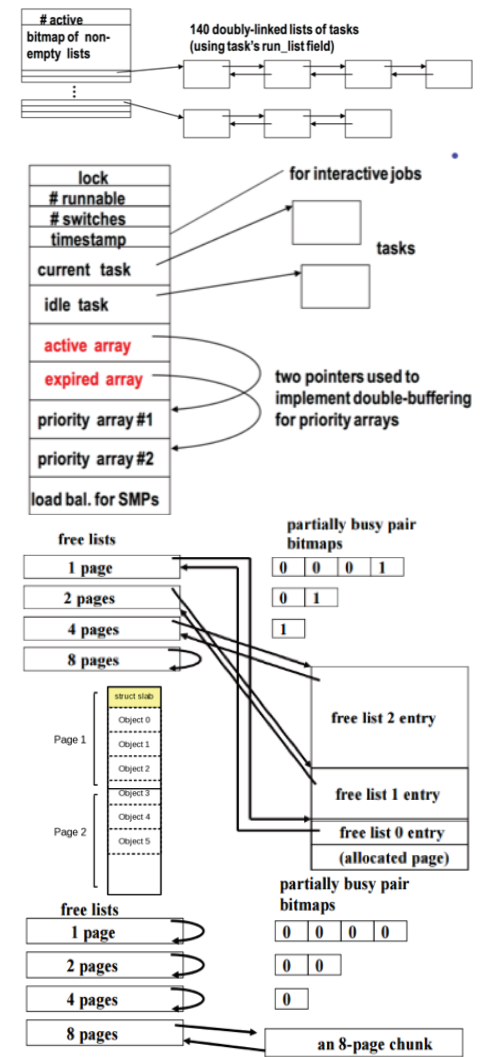 # active
bitmap of non-
empty lists
140 doubly-linked lists of tasks
(using task's run_list field)
lock
# runnable
# switches
timestamp
current task
idle task
active array
expired array
priority array #1
priority array #2
load bal. for SMPs
for interactive jobs
tasks
two pointers used to
implement double-buffering
for priority arrays
free lists
1 page
2 pages
4 pages
8 pages
partially busy pair
bitmaps
0 0 0 1
0 1
1
free list 2 entry
free list 1 entry
free list 0 entry
(allocated page)
struct slab
Object 0
Object 1
Object 2
Object 3
Object 4
Object 5
Page 1
Page 2
free lists
1 page
2 pages
4 pages
8 pages
partially busy pair
bitmaps
0 0 0 0
0 0
0
an 8-page chunk